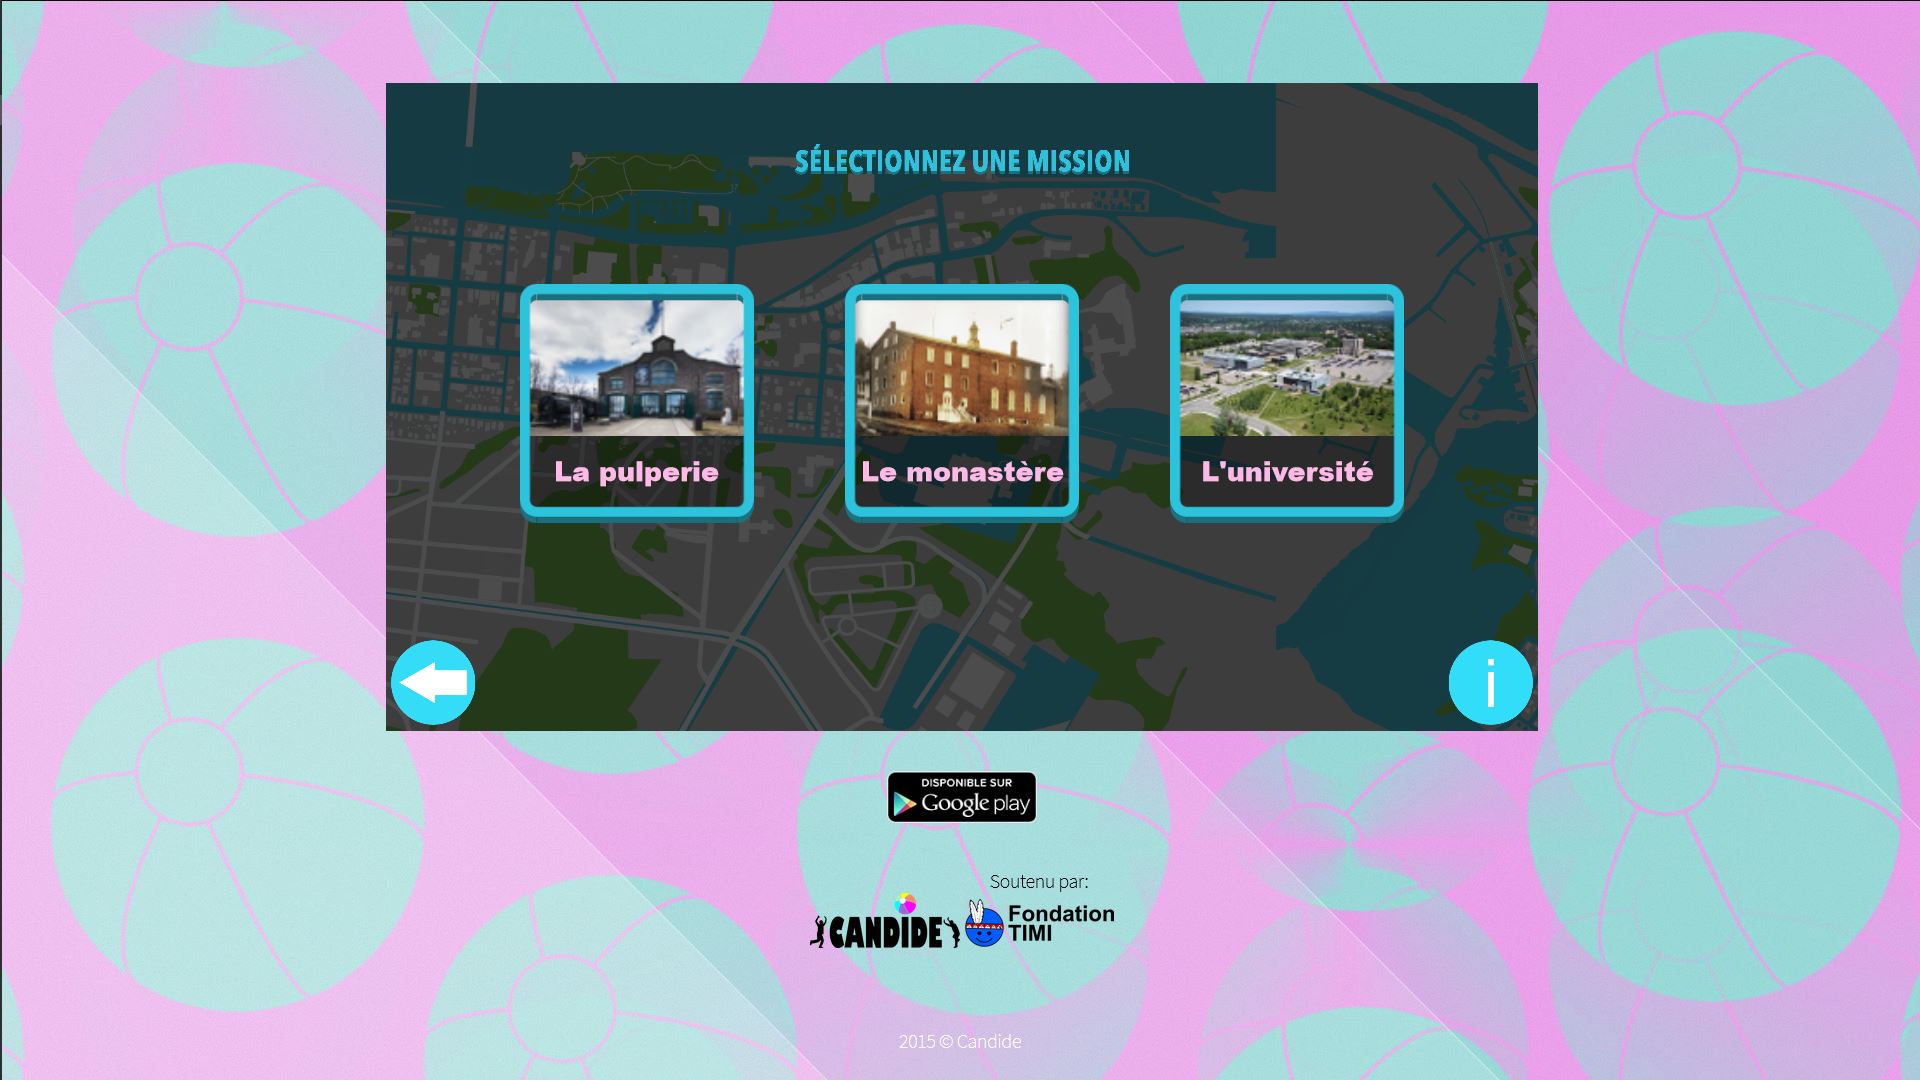 SÉLECTIONNEZ UNE MISSION
La pulperie
Le monastère
L'université
i
DISPONIBLE SUR
Google play
Soutenu par:
CANDIDE
Fondation
TIMI
2015 © Candide